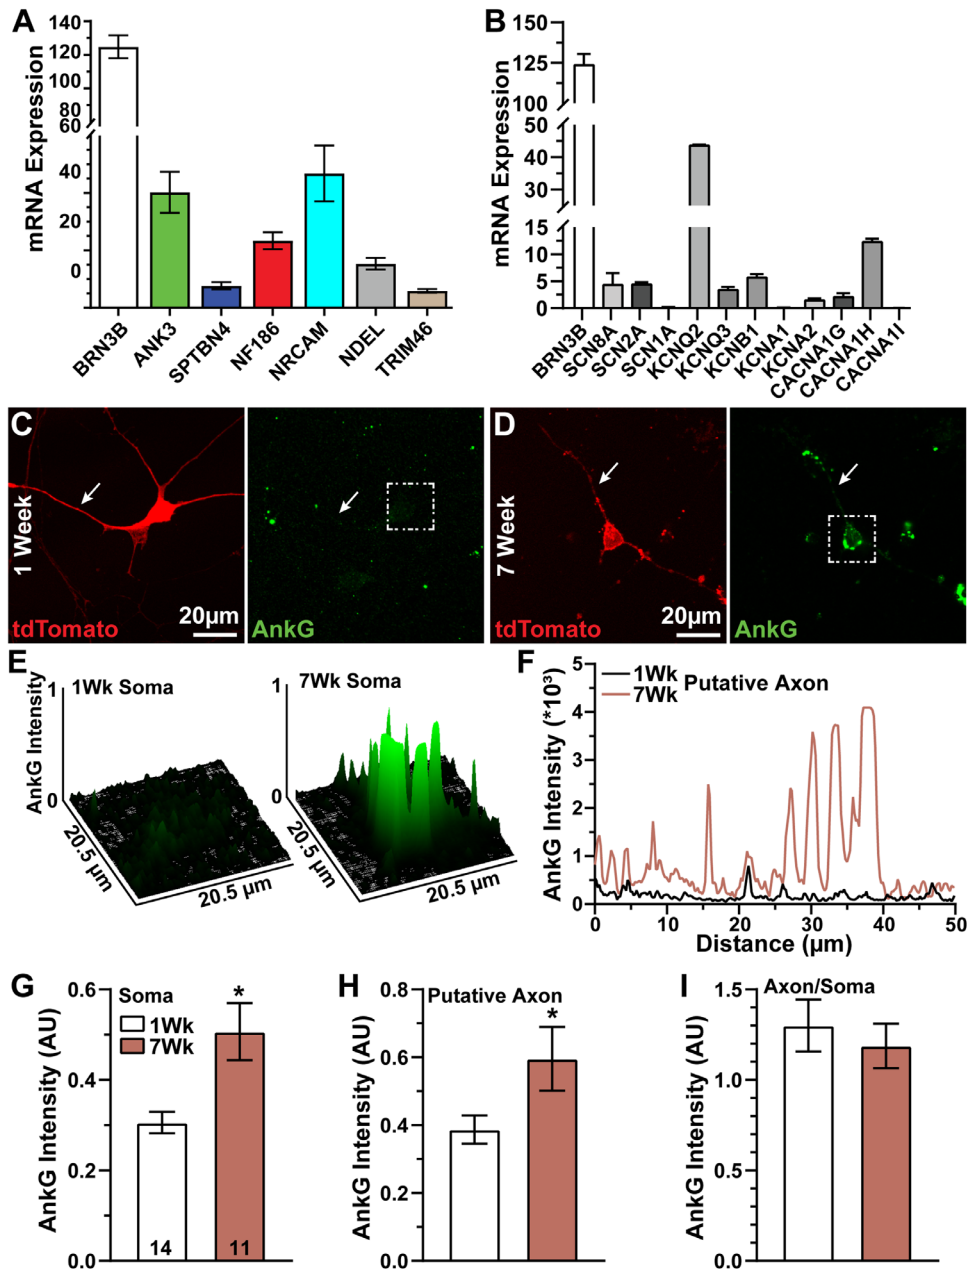 A
mRNA Expression
140
120
100
80
60
40
20
0
BRN3B
ANK3
SPTBN4
NF186
NRCAM
NDEL
TRIM46
B
mRNA Expression
150
125
100
50
40
30
15
10
5
0
BRN3B
SCN8A
SCN2A
SCN1A
KCNQ2
KCNQ3
KCNB1
KCNA1
KCNA2
CACNA1G
CACNA1H
CACNA1I
C
1 Week
tdTomato
20µm
AnkG
D
7 Week
tdTomato
20µm
AnkG
E
AnkG Intensity
1
0
1Wk Soma
20.5 µm
20.5 µm
1
0
7Wk Soma
20.5 µm
20.5 µm
F
AnkG Intensity (*10³)
5
4
3
2
1
0
1Wk
7Wk
Putative Axon
0
10
20
30
40
50
Distance (µm)
G
AnkG Intensity (AU)
0.6
0.4
0.2
0.0
Soma
1Wk
7Wk
*
14
11
H
AnkG Intensity (AU)
0.8
0.6
0.4
0.2
0.0
Putative Axon
*
I
AnkG Intensity (AU)
1.5
1.0
0.5
0.0
Axon/Soma